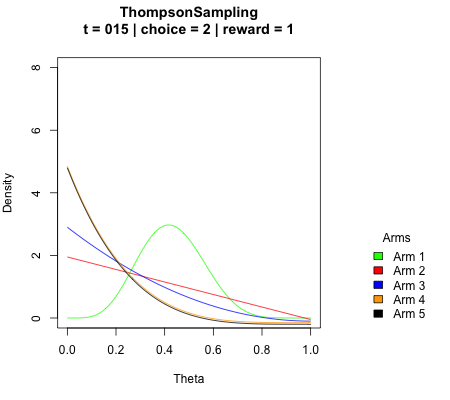 ThompsonSampling
t = 015 | choice = 2 | reward = 1
Density
8
6
4
2
0
0.0 0.2 0.4 0.6 0.8 1.0
Theta
Arms
Arm 1
Arm 2
Arm 3
Arm 4
Arm 5